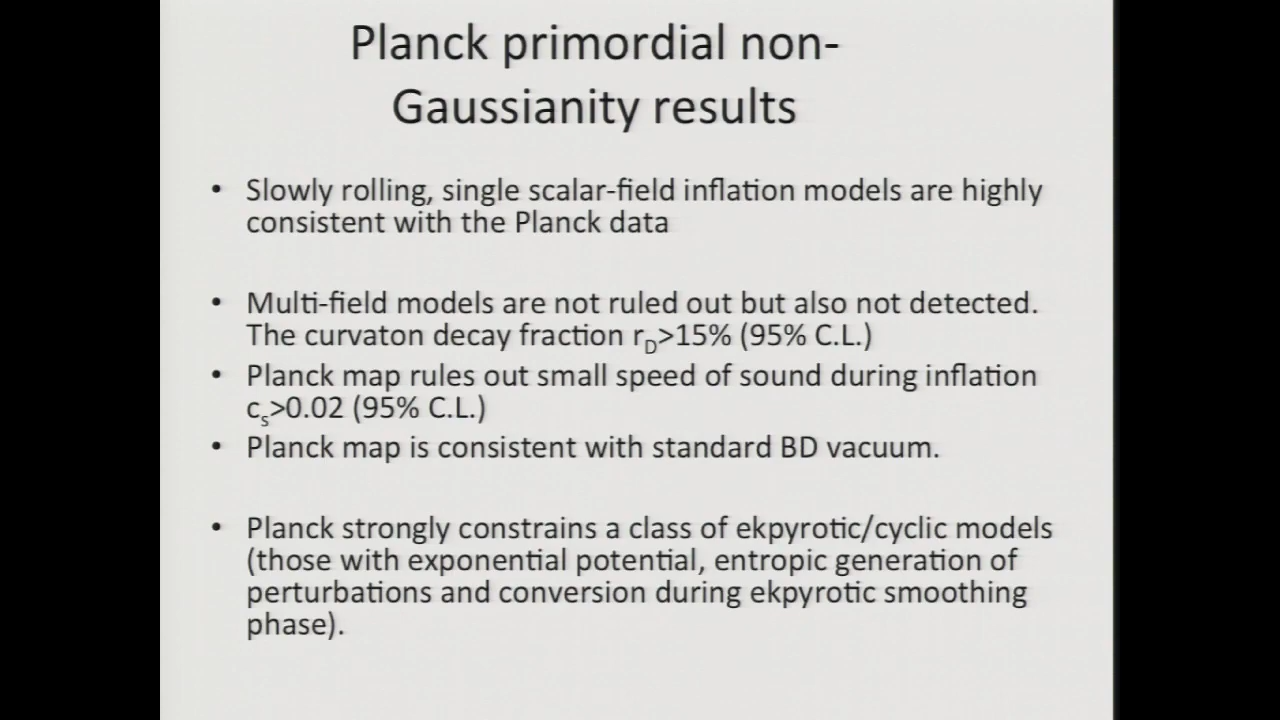 Planck primordial non-
Gaussianity results
• Slowly rolling, single scalar-field inflation models are highly
consistent with the Planck data
• Multi-field models are not ruled out but also not detected.
The curvaton decay fraction r_D>15% (95% C.L.)
• Planck map rules out small speed of sound during inflation
c_s>0.02 (95% C.L.)
• Planck map is consistent with standard BD vacuum.
• Planck strongly constrains a class of ekpyrotic/cyclic models
(those with exponential potential, entropic generation of
perturbations and conversion during ekpyrotic smoothing
phase).